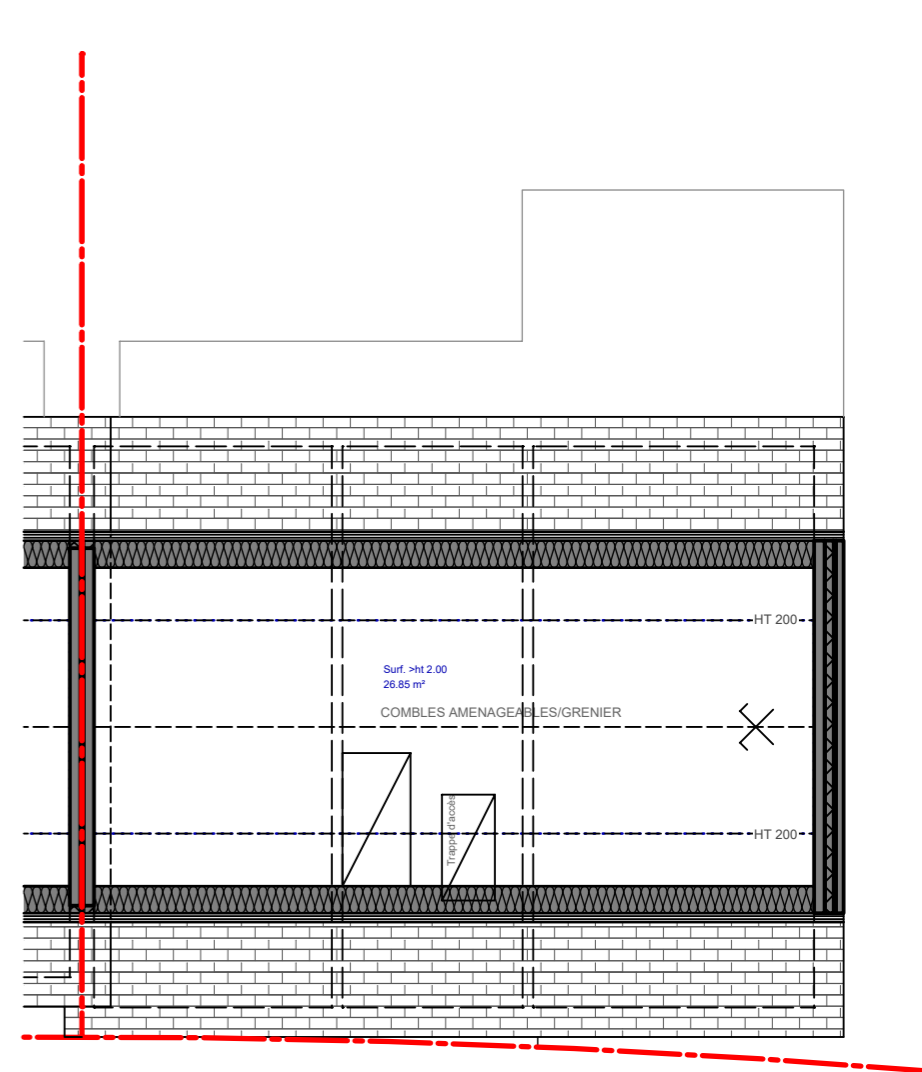 HT 200
Surf. >ht 2.00
26.85 m²
COMBLES AMENAGEABLES/GRENIER
Trappe d'accès
HT 200